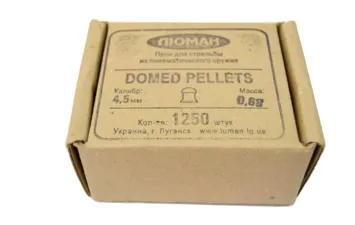 ЛЮМАН
Пули для стрельбы
из пневматического оружия
DOMED PELLETS
Калибр: Масса:
4,5мм 0,68
Кол-во: 1250 штук
Украина, г. Луганск www.luman.lg.ua